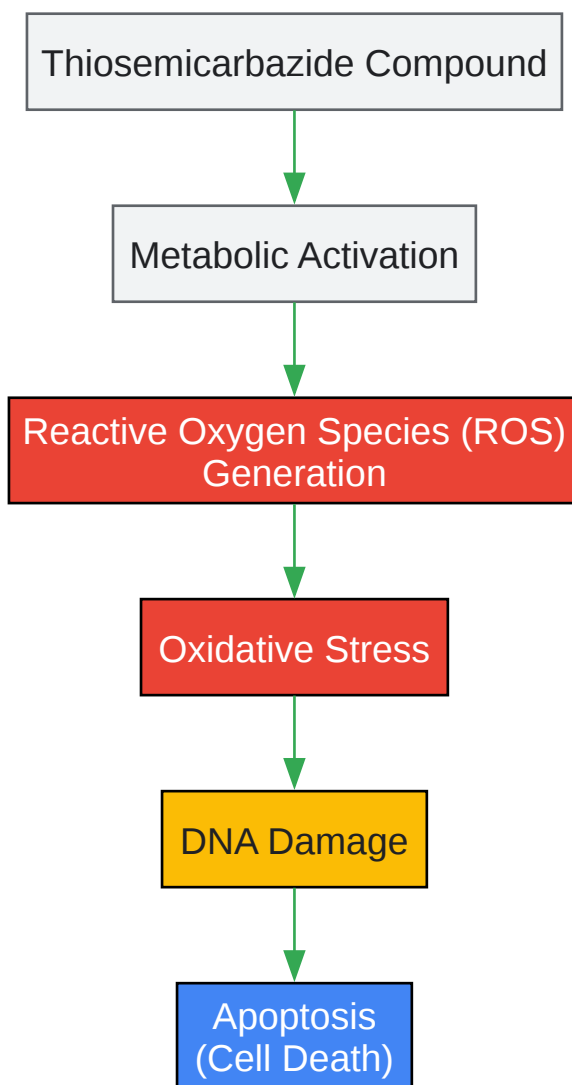 Thiosemicarbazide Compound
Metabolic Activation
Reactive Oxygen Species (ROS)
Generation
Oxidative Stress
DNA Damage
Apoptosis
(Cell Death)